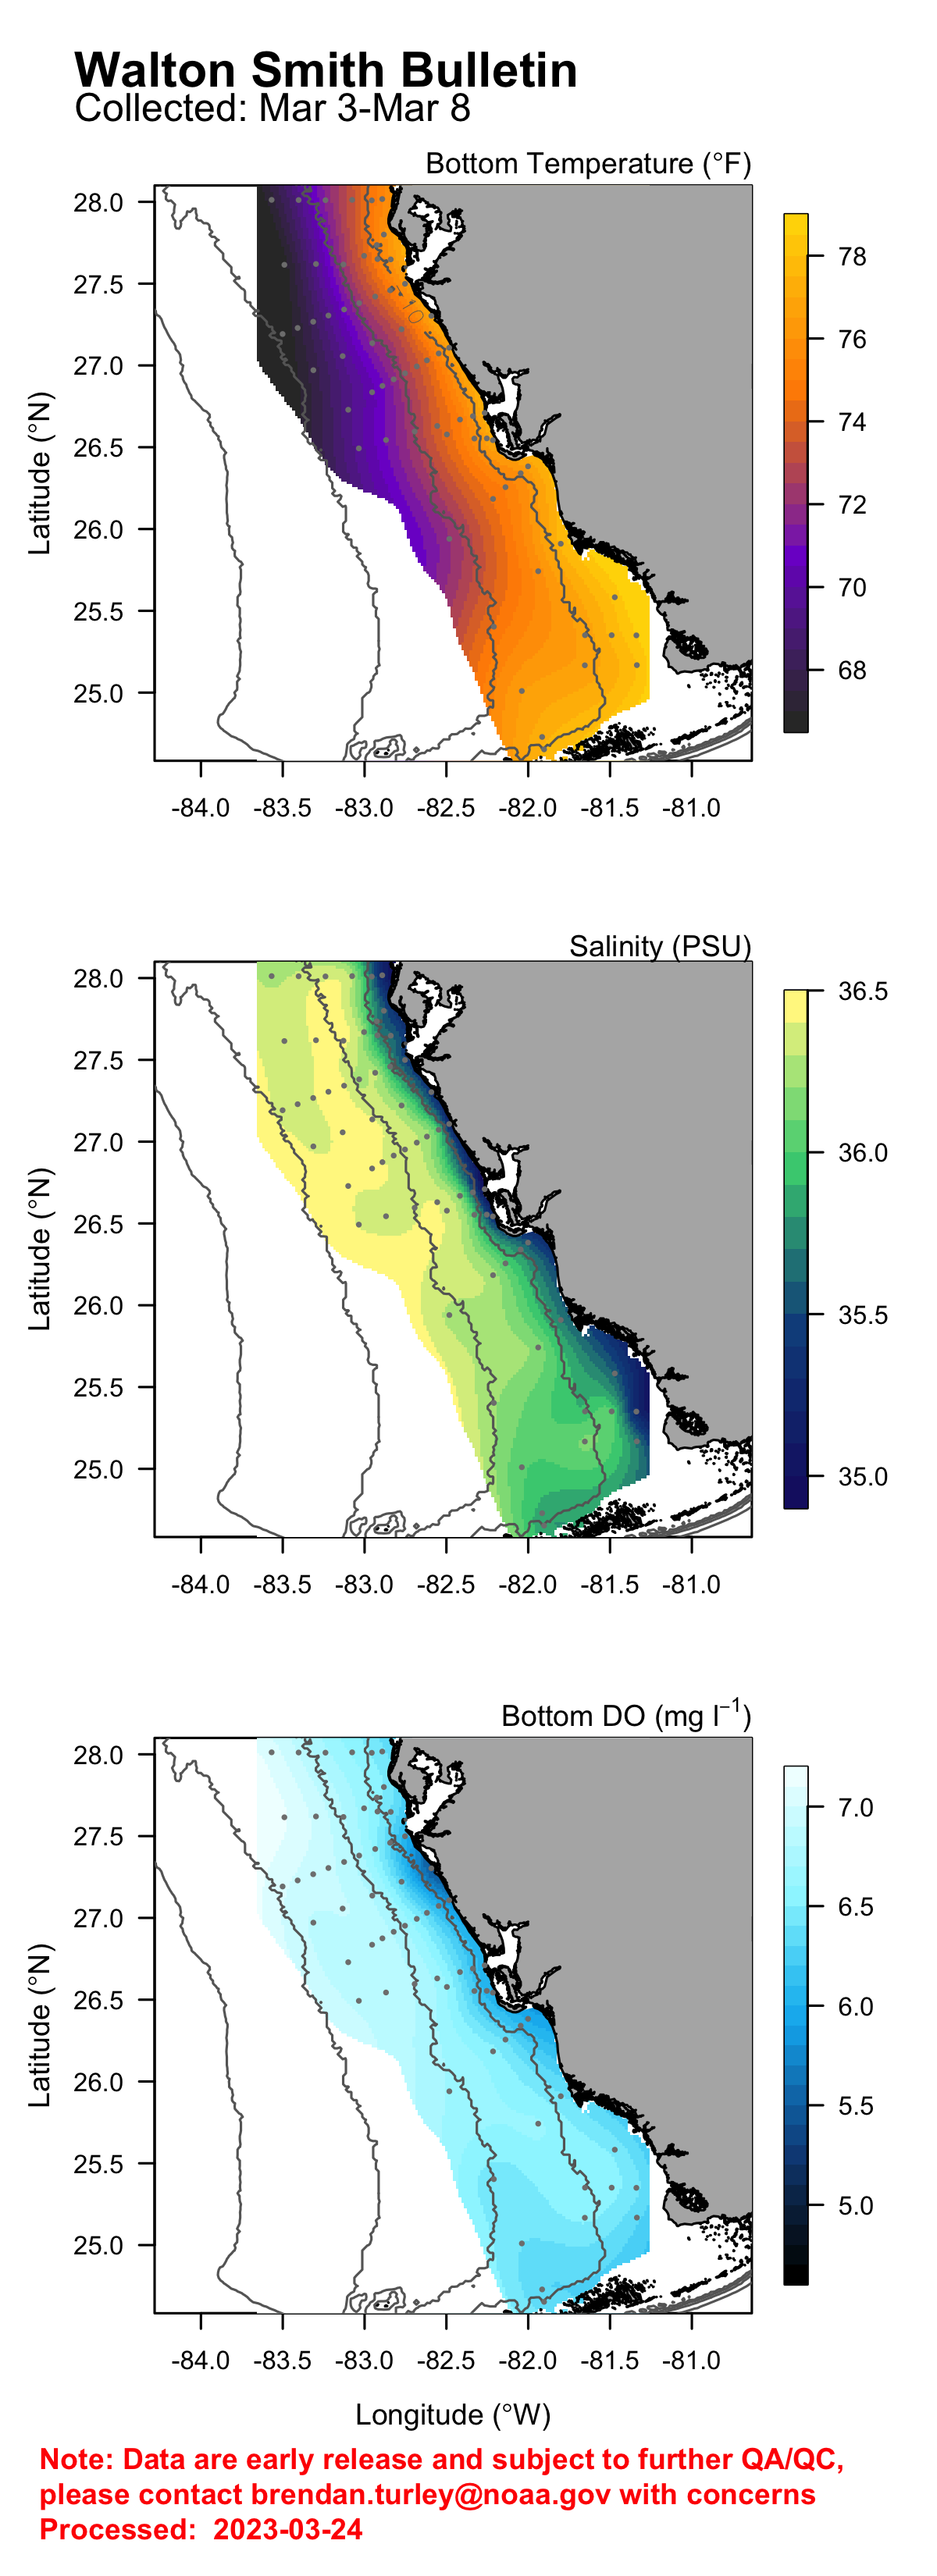 Walton Smith Bulletin
Collected: Mar 3-Mar 8
Bottom Temperature (°F)
28.0
27.5
27.0
26.5
26.0
25.5
25.0
Latitude (°N)
-10
78
76
74
72
70
68
-84.0 -83.5 -83.0 -82.5 -82.0 -81.5 -81.0
Salinity (PSU)
28.0
27.5
27.0
26.5
26.0
25.5
25.0
Latitude (°N)
36.5
36.0
35.5
35.0
-84.0 -83.5 -83.0 -82.5 -82.0 -81.5 -81.0
Bottom DO (mg l⁻¹)
28.0
27.5
27.0
26.5
26.0
25.5
25.0
Latitude (°N)
7.0
6.5
6.0
5.5
5.0
-84.0 -83.5 -83.0 -82.5 -82.0 -81.5 -81.0
Longitude (°W)
Note: Data are early release and subject to further QA/QC,
please contact brendan.turley@noaa.gov with concerns
Processed: 2023-03-24